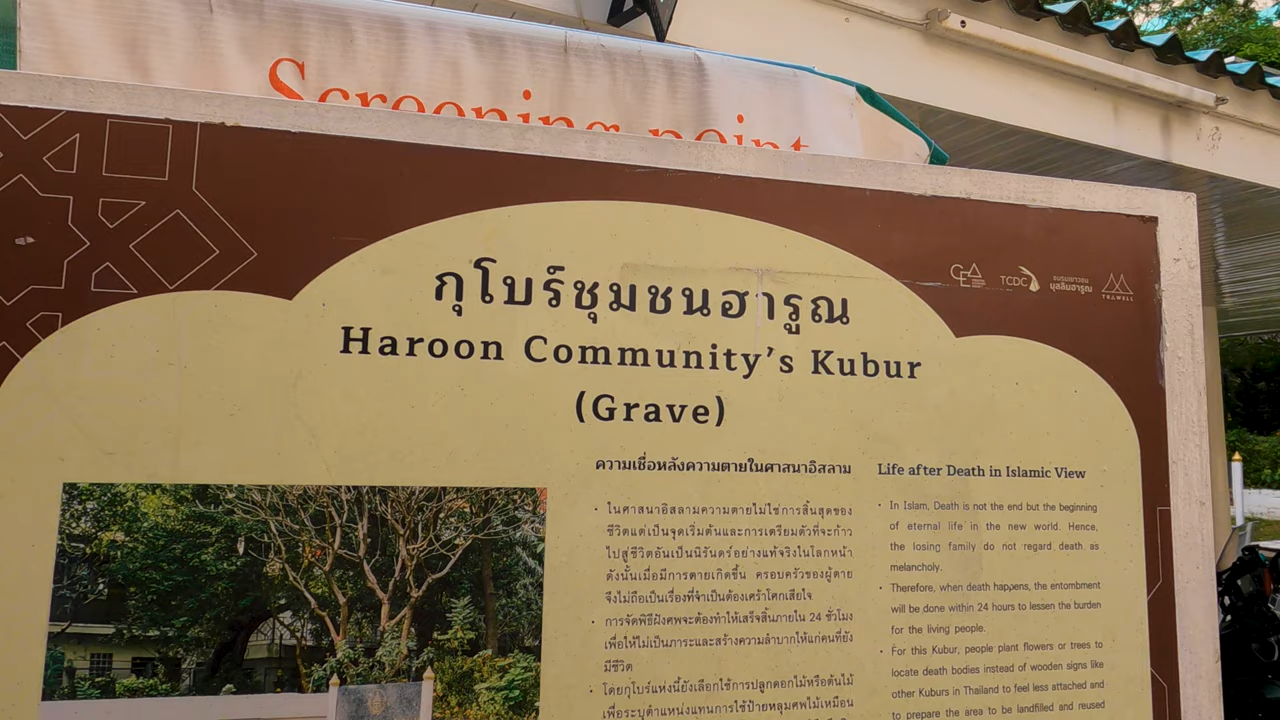 Screening point
CEA
TCDC
ชมรมเยาวชน
มุสลิมฮารูณ
TRAWELL
กุโบร์ชุมชนฮารูณ
Haroon Community's Kubur
(Grave)
ความเชื่อหลังความตายในศาสนาอิสลาม
• ในศาสนาอิสลามความตายไม่ใช่การสิ้นสุดของ
ชีวิตแต่เป็นจุดเริ่มต้นและการเตรียมตัวที่จะก้าว
ไปสู่ชีวิตอันเป็นนิรันดร์อย่างแท้จริงในโลกหน้า
ดังนั้นเมื่อมีการตายเกิดขึ้น ครอบครัวของผู้ตาย
จึงไม่ถือเป็นเรื่องที่จำเป็นต้องเศร้าโศกเสียใจ
• การจัดพิธีฝังศพจะต้องทำให้เสร็จสิ้นภายใน 24 ชั่วโมง
เพื่อให้ไม่เป็นภาระและสร้างความลำบากให้แก่คนที่ยัง
มีชีวิต
• โดยกุโบร์แห่งนี้ยังเลือกใช้การปลูกดอกไม้หรือต้นไม้
เพื่อระบุตำแหน่งแทนการใช้ป้ายหลุมศพไม้เหมือน
Life after Death in Islamic View
• In Islam, Death is not the end but the beginning
of eternal life in the new world. Hence,
the losing family do not regard death as
melancholy.
• Therefore, when death happens, the entombment
will be done within 24 hours to lessen the burden
for the living people.
• For this Kubur, people plant flowers or trees to
locate death bodies instead of wooden signs like
other Kuburs in Thailand to feel less attached and
to prepare the area to be landfilled and reused